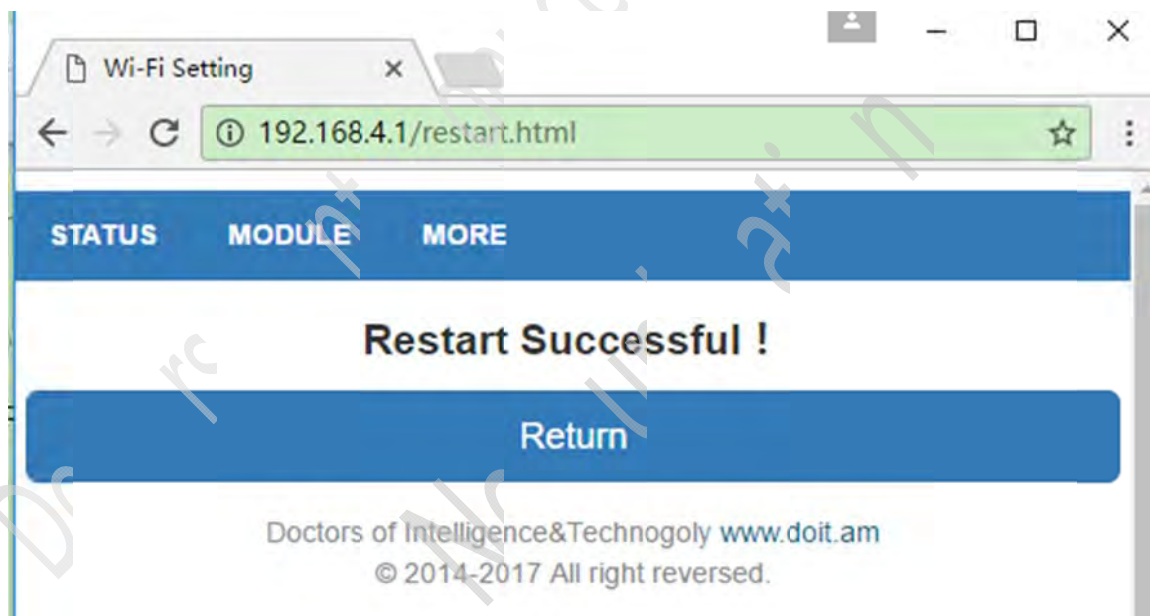 Wi-Fi Setting
192.168.4.1/restart.html
STATUS MODULE MORE
Restart Successful !
Return
Doctors of Intelligence&Technogoly www.doit.am
© 2014-2017 All right reversed.